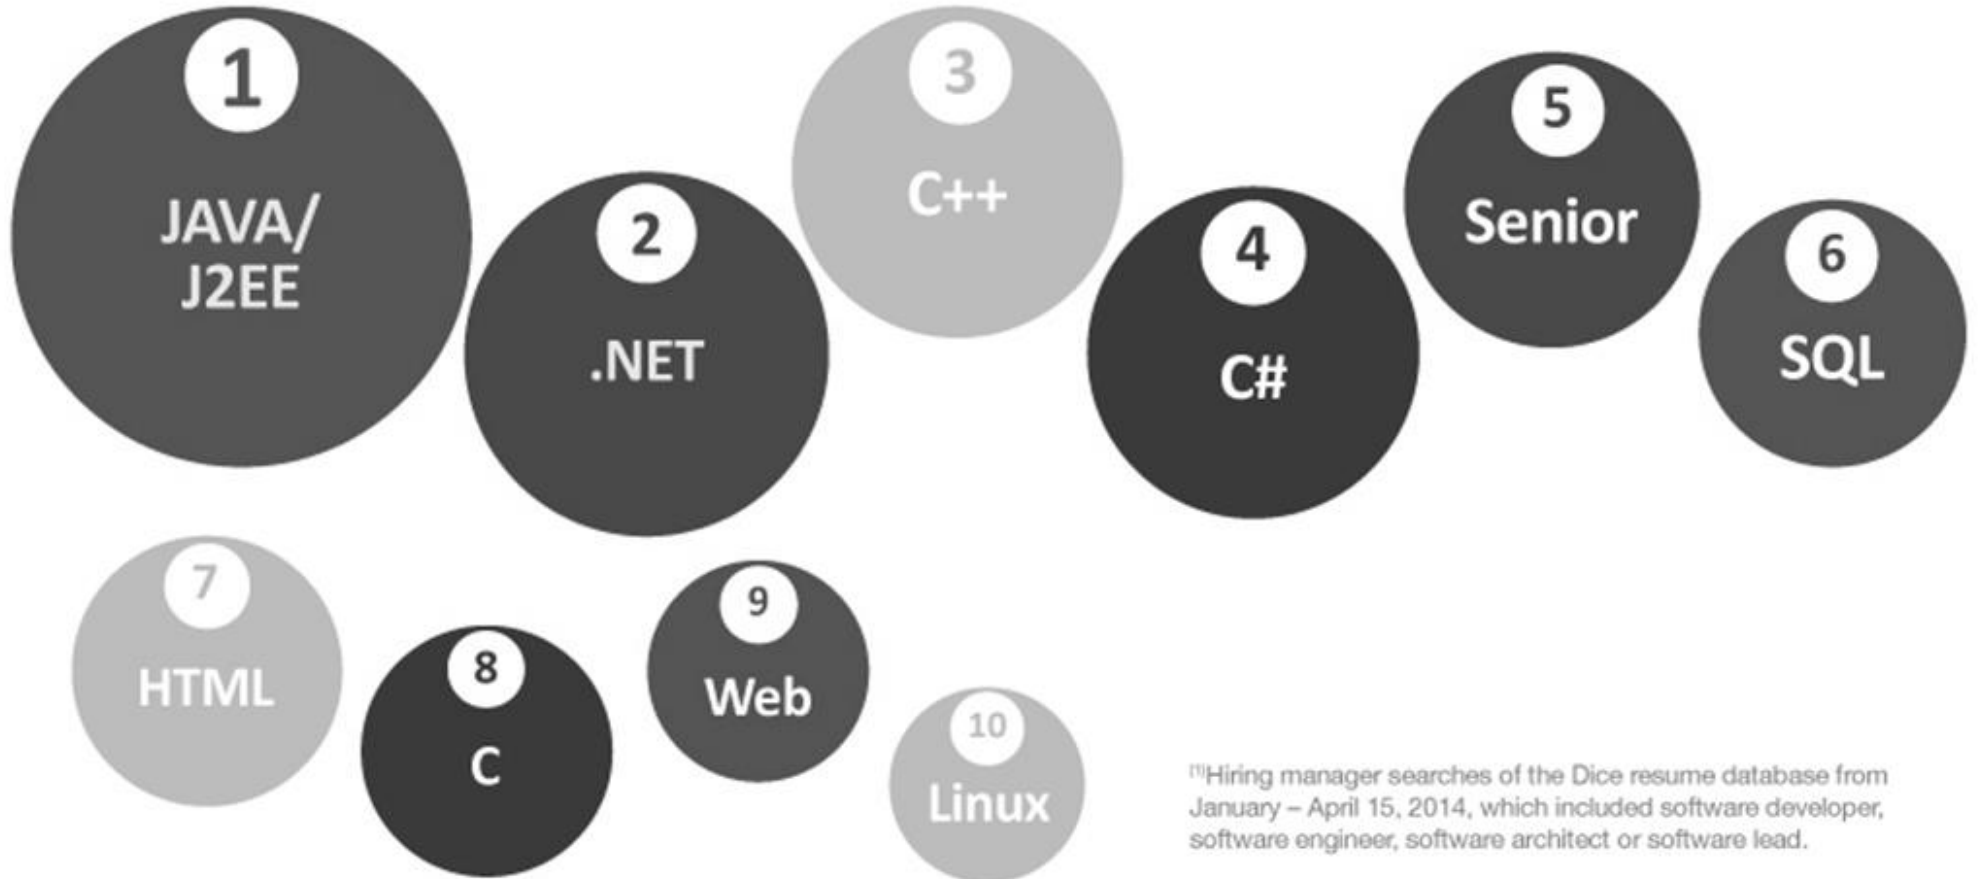 1
JAVA/
J2EE
2
.NET
3
C++
4
C#
5
Senior
6
SQL
7
HTML
8
C
9
Web
10
Linux
[1]Hiring manager searches of the Dice resume database from
January – April 15, 2014, which included software developer,
software engineer, software architect or software lead.